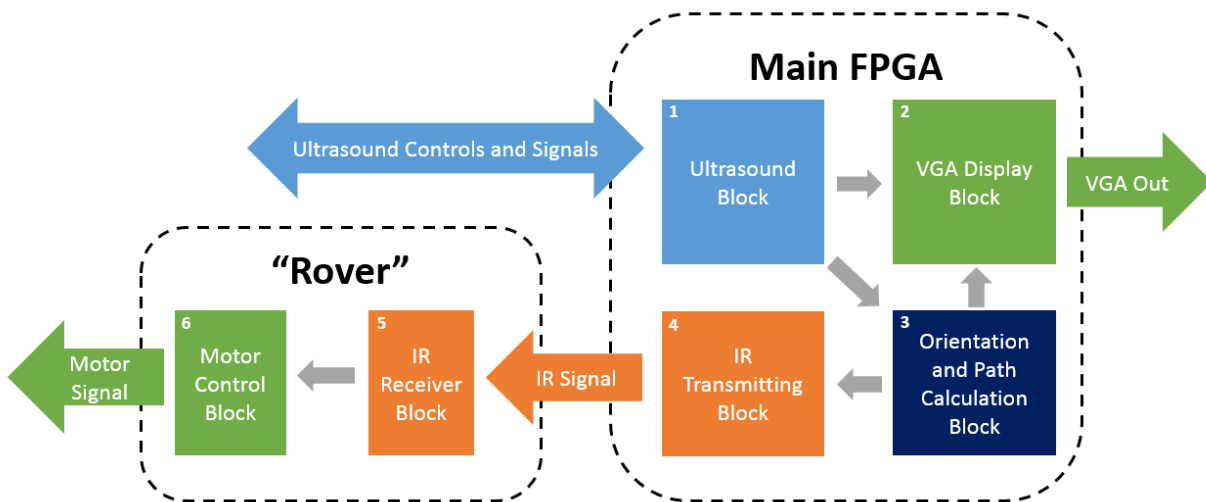 Main FPGA
Ultrasound Controls and Signals
1
Ultrasound
Block
2
VGA Display
Block
VGA Out
“Rover”
Motor
Signal
6
Motor
Control
Block
5
IR
Receiver
Block
IR Signal
4
IR
Transmitting
Block
3
Orientation
and Path
Calculation
Block